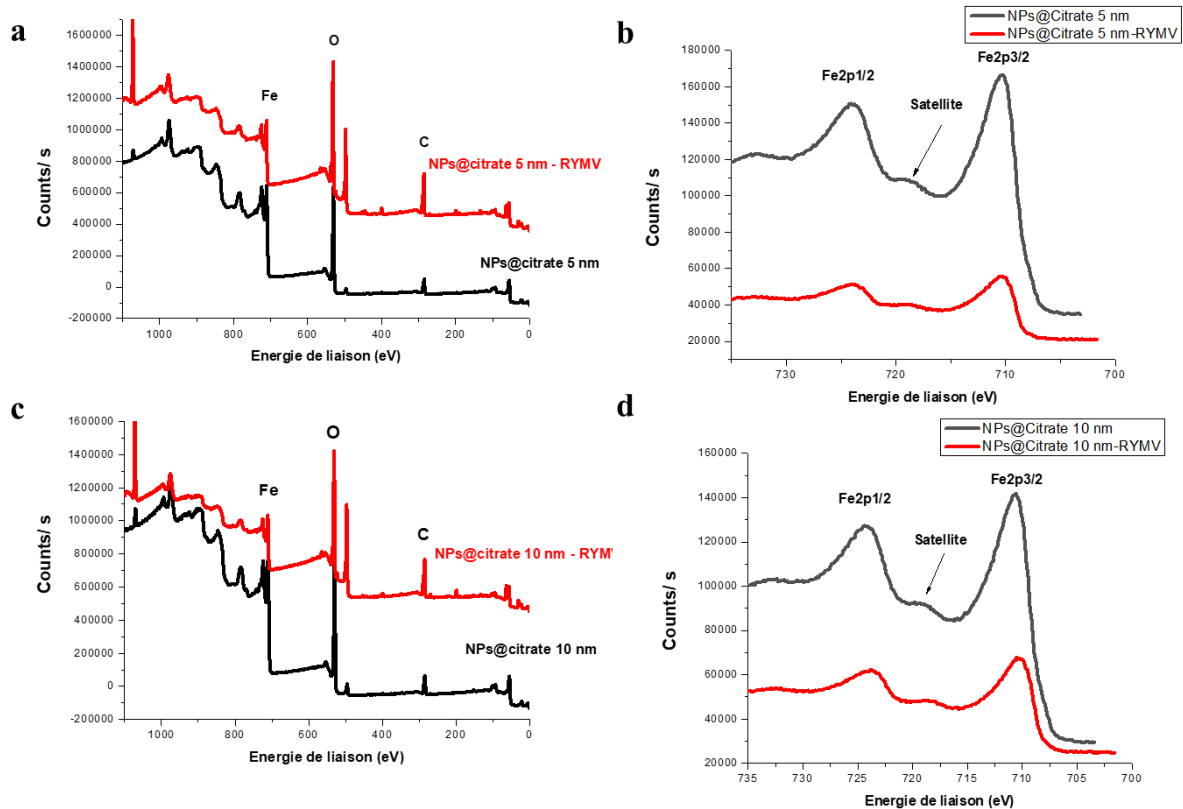 a
1600000
1400000
1200000
1000000
800000
600000
400000
200000
0
-200000
Counts/ s
O
Fe
C
NPs@citrate 5 nm - RYMV
NPs@citrate 5 nm
1000 800 600 400 200 0
Energie de liaison (eV)
b
NPs@Citrate 5 nm
NPs@Citrate 5 nm-RYMV
180000
160000
140000
120000
100000
80000
60000
40000
20000
Counts/ s
Fe2p1/2
Fe2p3/2
Satellite
730 720 710 700
Energie de liaison (eV)
c
1600000
1400000
1200000
1000000
800000
600000
400000
200000
0
-200000
Counts/ s
O
Fe
C
NPs@citrate 10 nm - RYM
NPs@citrate 10 nm
1000 800 600 400 200 0
Energie de liaison (eV)
d
NPs@Citrate 10 nm
NPs@Citrate 10 nm-RYMV
160000
140000
120000
100000
80000
60000
40000
20000
Counts/ s
Fe2p1/2
Fe2p3/2
Satellite
735 730 725 720 715 710 705 700
Energie de liaison (eV)